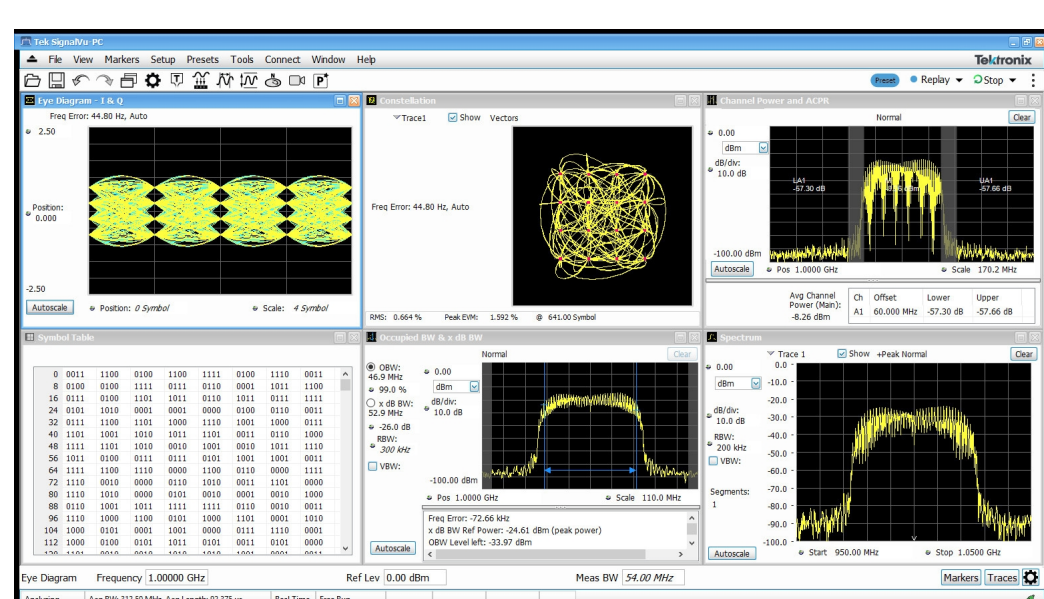 Tek SignalVu-PC
File View Markers Setup Presets Tools Connect Window Help
Tektronix
Preset Replay Stop
Eye Diagram - I & Q
Freq Error: 44.80 Hz, Auto
2.50
Position:
0.000
-2.50
Autoscale Position: 0 Symbol Scale: 4 Symbol
Constellation
Trace1 Show Vectors
Freq Error: 44.80 Hz, Auto
RMS: 0.664 % Peak EVM: 1.592 % @ 641.00 Symbol
Channel Power and ACPR
Normal Clear
0.00
dBm
dB/div:
10.0 dB
LA1 UA1
-57.30 dB -57.66 dB
-100.00 dBm
Autoscale Pos 1.0000 GHz Scale 170.2 MHz
Avg Channel
Power (Main):
-8.26 dBm
Ch Offset Lower Upper
A1 60.000 MHz -57.30 dB -57.66 dB
Symbol Table
0 0011 1100 0100 1100 1111 0100 1110 0011
8 0100 0100 1111 0111 0110 0001 1011 1100
16 0111 0100 1101 1011 0110 1011 0111 1111
24 0101 1010 0001 0001 0000 0100 0110 0011
32 0111 1100 1101 1000 1110 1001 1000 0111
40 1101 1001 1010 1011 1101 0011 0110 1000
48 1111 1101 1010 0010 1001 0010 1011 1110
56 1011 0100 0111 0111 0101 1001 1001 0011
64 1111 1100 1110 0000 1100 0110 0000 1111
72 1110 0010 0000 0110 1010 0011 1101 0000
80 1110 1010 0000 0101 0010 0001 0010 1000
88 0110 1001 1011 1111 1111 0110 0010 0011
96 1110 1000 1100 0101 1000 1101 0001 1010
104 1000 0101 0001 1001 0000 0111 1110 0001
112 1000 0100 0101 1011 0101 0011 0101 0000
Occupied BW & x dB BW
Normal Clear
OBW:
46.9 MHz
99.0 %
x dB BW:
52.9 MHz
-26.0 dB
RBW:
300 kHz
VBW:
0.00
dBm
dB/div:
10.0 dB
-100.00 dBm
Pos 1.0000 GHz Scale 110.0 MHz
Freq Error: -72.66 kHz
x dB BW Ref Power: -24.61 dBm (peak power)
OBW Level left: -33.97 dBm
Autoscale
Spectrum
Trace 1 Show +Peak Normal Clear
0.00
dBm
dB/div:
10.0 dB
RBW:
200 kHz
VBW:
Segments:
1
0.0
-10.0
-20.0
-30.0
-40.0
-50.0
-60.0
-70.0
-80.0
-90.0
-100.0
Autoscale Start 950.00 MHz Stop 1.0500 GHz
Eye Diagram Frequency 1.00000 GHz Ref Lev 0.00 dBm Meas BW 54.00 MHz Markers Traces